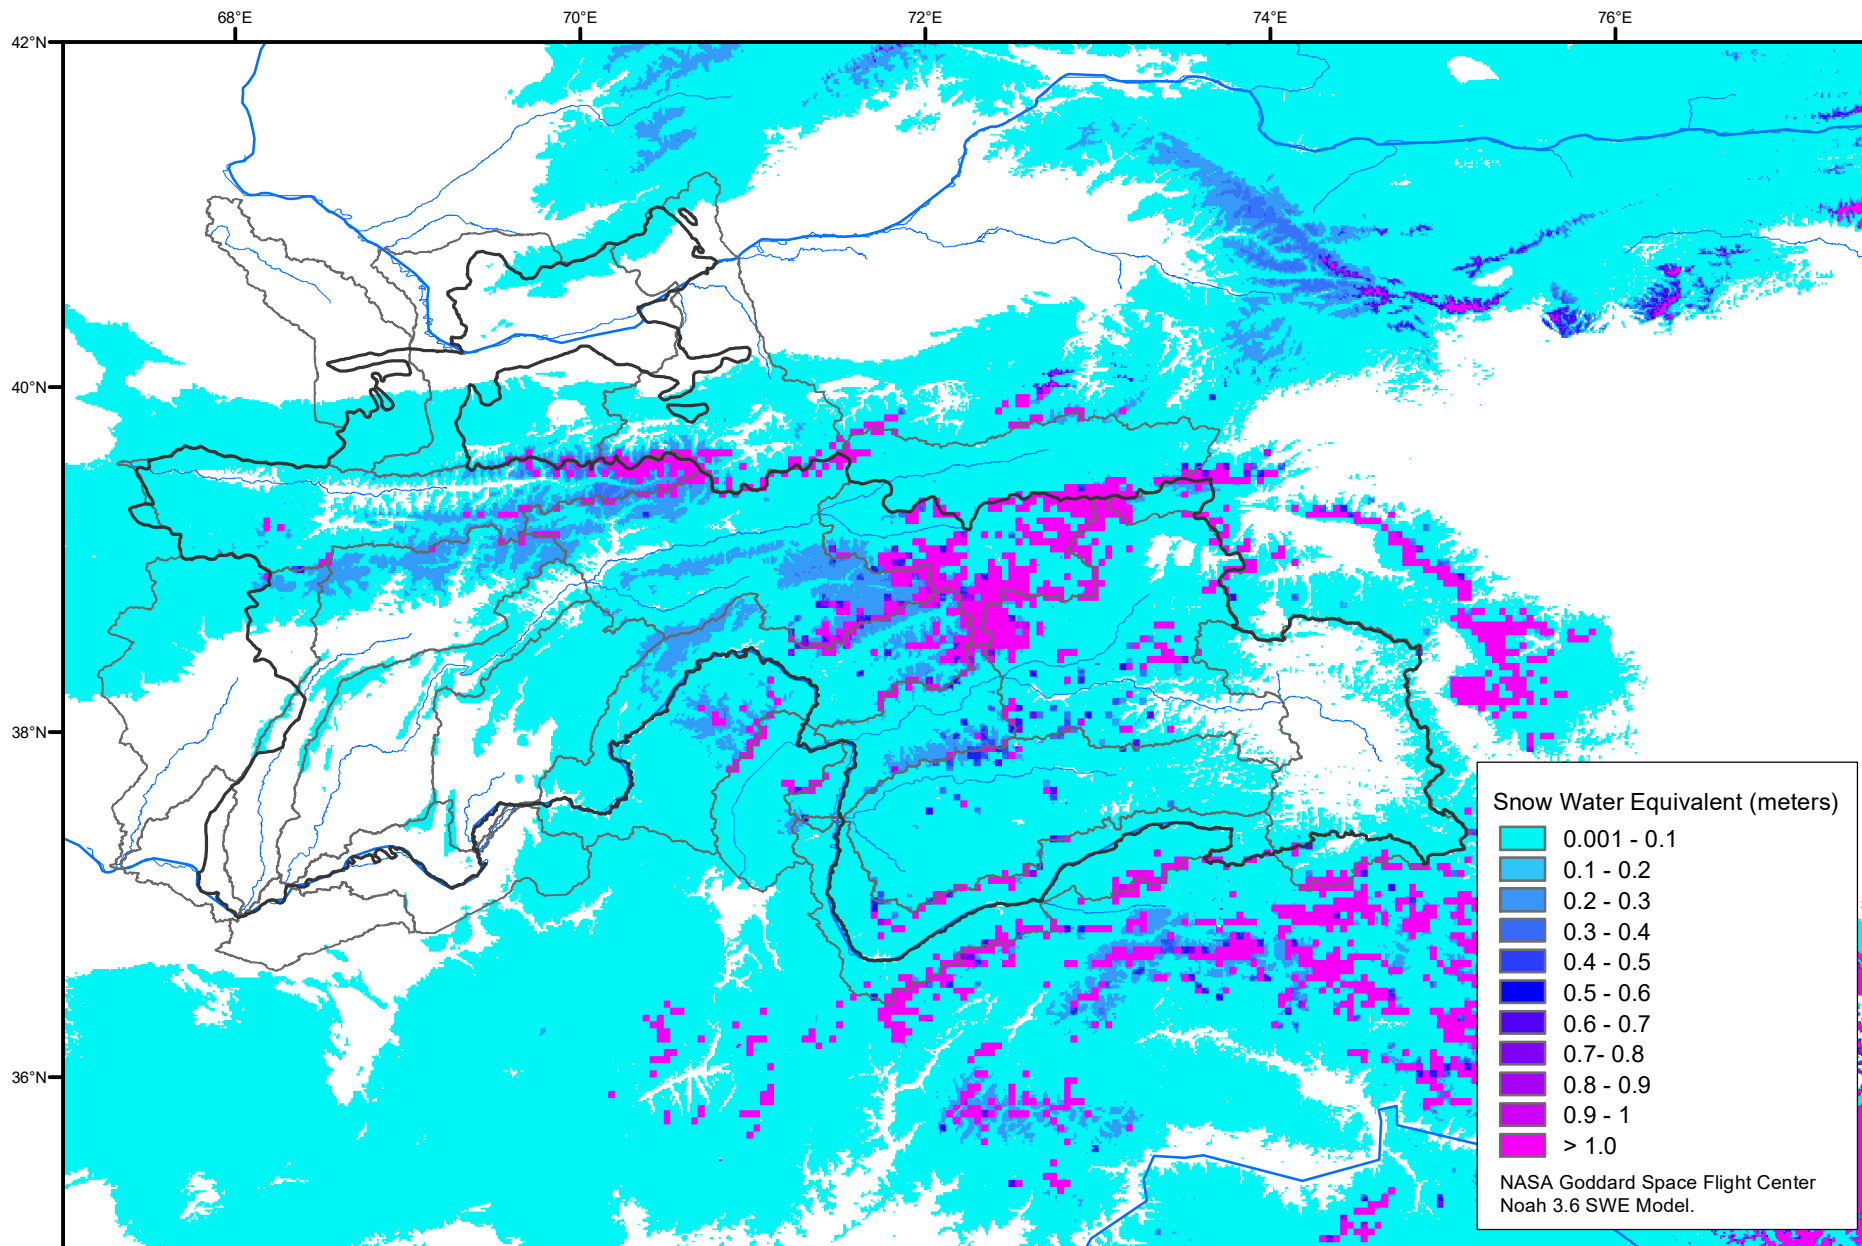 68°E
70°E
72°E
74°E
76°E
42°N
40°N
38°N
36°N
Snow Water Equivalent (meters)
0.001 - 0.1
0.1 - 0.2
0.2 - 0.3
0.3 - 0.4
0.4 - 0.5
0.5 - 0.6
0.6 - 0.7
0.7- 0.8
0.8 - 0.9
0.9 - 1
> 1.0
NASA Goddard Space Flight Center
Noah 3.6 SWE Model.